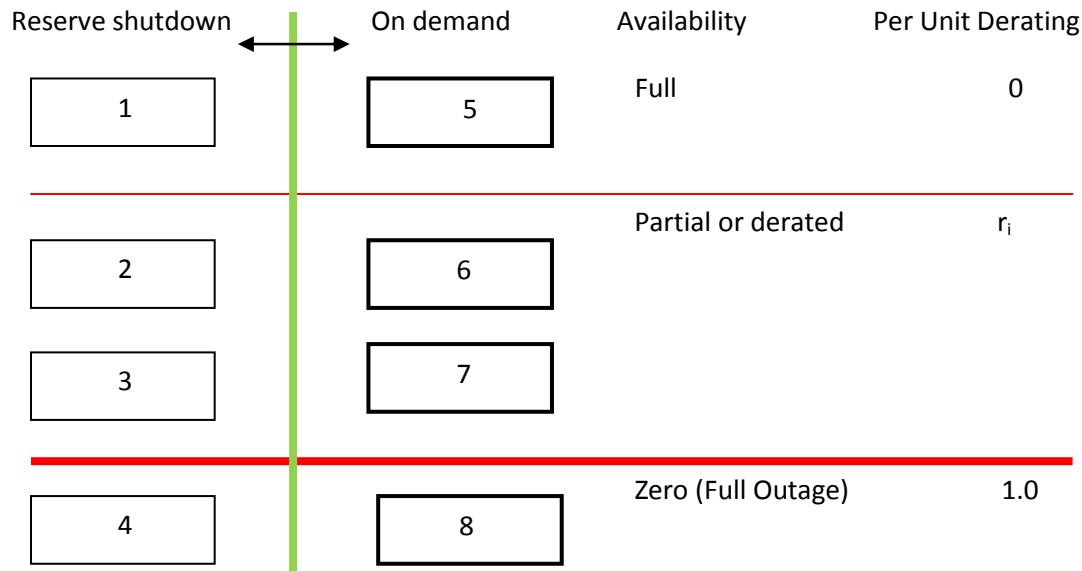 Reserve shutdown On demand Availability Per Unit Derating
1 5 Full 0
Partial or derated rᵢ
2 6
3 7
Zero (Full Outage) 1.0
4 8